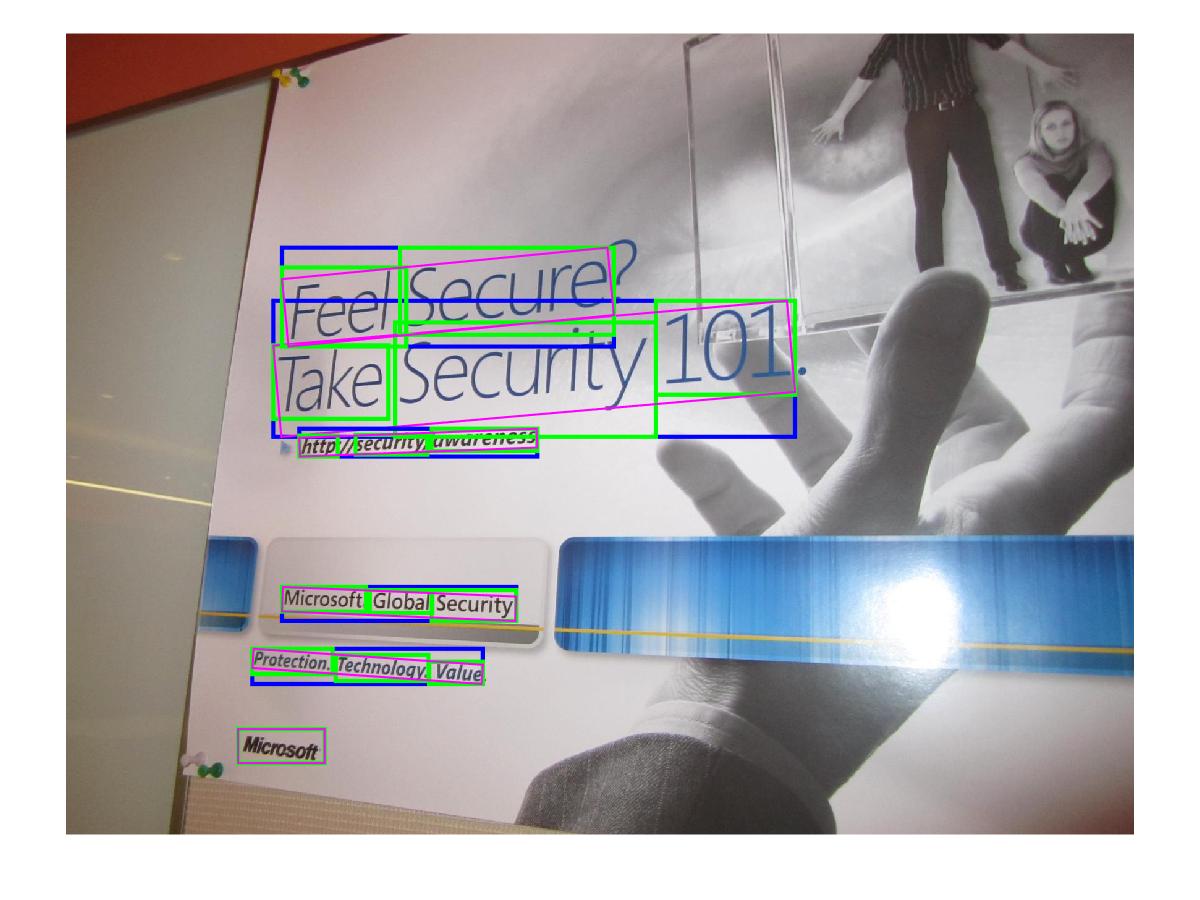 Feel Secure?
Take Security 101.
http://security/awareness
Microsoft Global Security
Protection. Technology. Value.
Microsoft